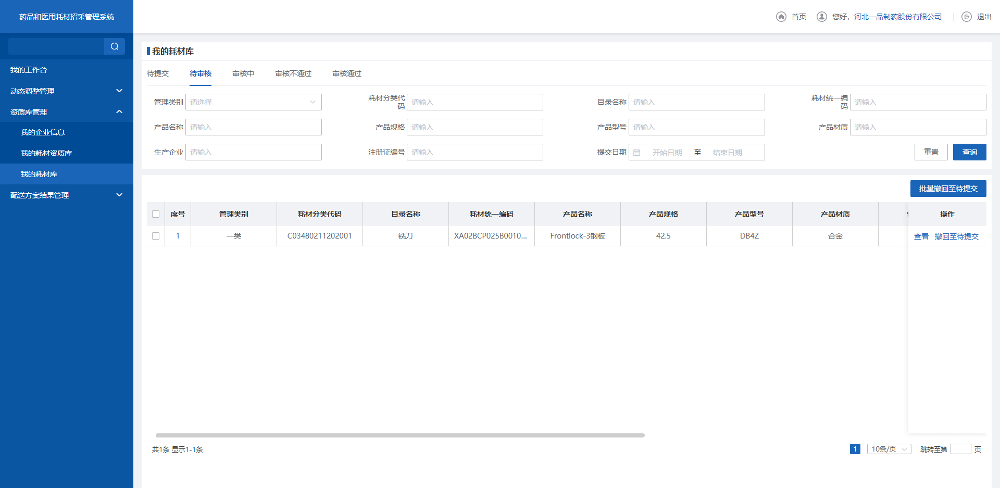 药品和医用耗材招采管理系统
首页 您好，河北一品制药股份有限公司 退出
我的工作台
动态调整管理
资质库管理
我的企业信息
我的耗材资质库
我的耗材库
配送方案结果管理
我的耗材库
待提交 待审核 审核中 审核不通过 审核通过
管理类别 请选择 耗材分类代码 请输入 目录名称 请输入 耗材统一编码 请输入
产品名称 请输入 产品规格 请输入 产品型号 请输入 产品材质 请输入
生产企业 请输入 注册证编号 请输入 提交日期 开始日期 至 结束日期 重置 查询
批量撤回至待提交
序号 管理类别 耗材分类代码 目录名称 耗材统一编码 产品名称 产品规格 产品型号 产品材质 操作
1 一类 C03480211202001 铣刀 XA02BCP025B0010... Frontlock-3钢板 42.5 DB4Z 合金 查看 撤回至待提交
共1条 显示1-1条 1 10条/页 跳转至第 页